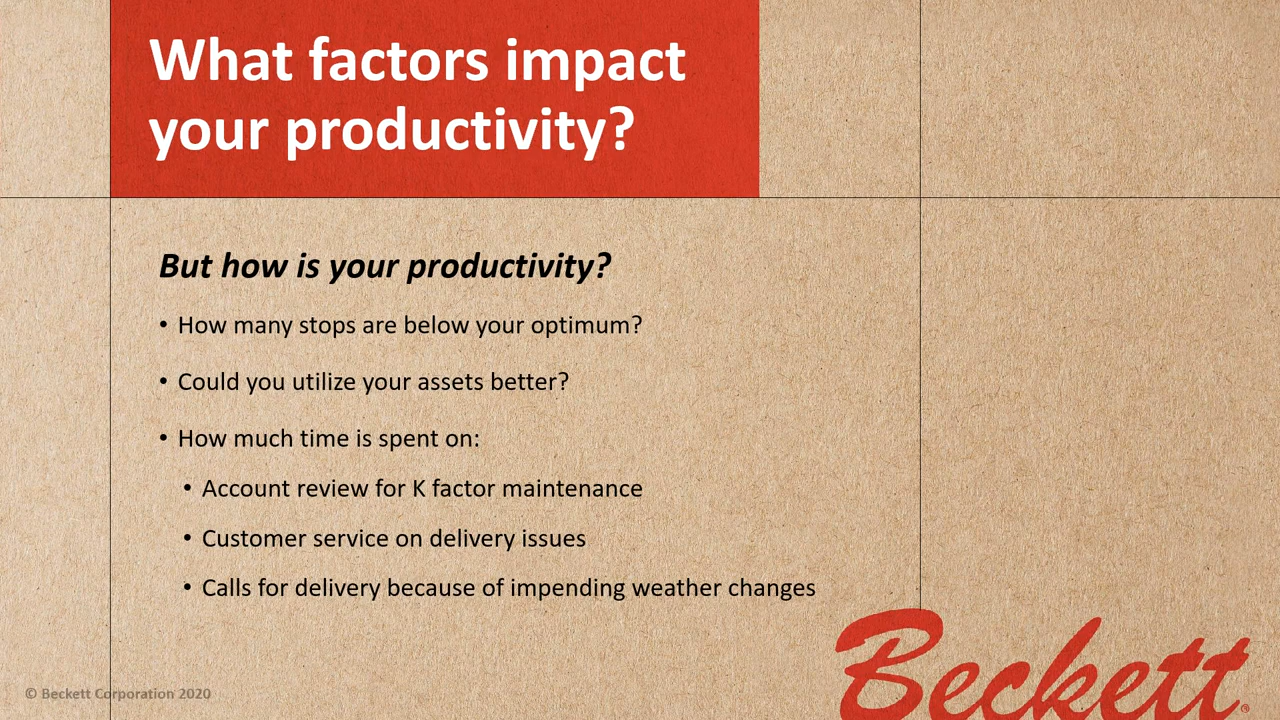 What factors impact
your productivity?
But how is your productivity?
• How many stops are below your optimum?
• Could you utilize your assets better?
• How much time is spent on:
• Account review for K factor maintenance
• Customer service on delivery issues
• Calls for delivery because of impending weather changes
© Beckett Corporation 2020
Beckett®